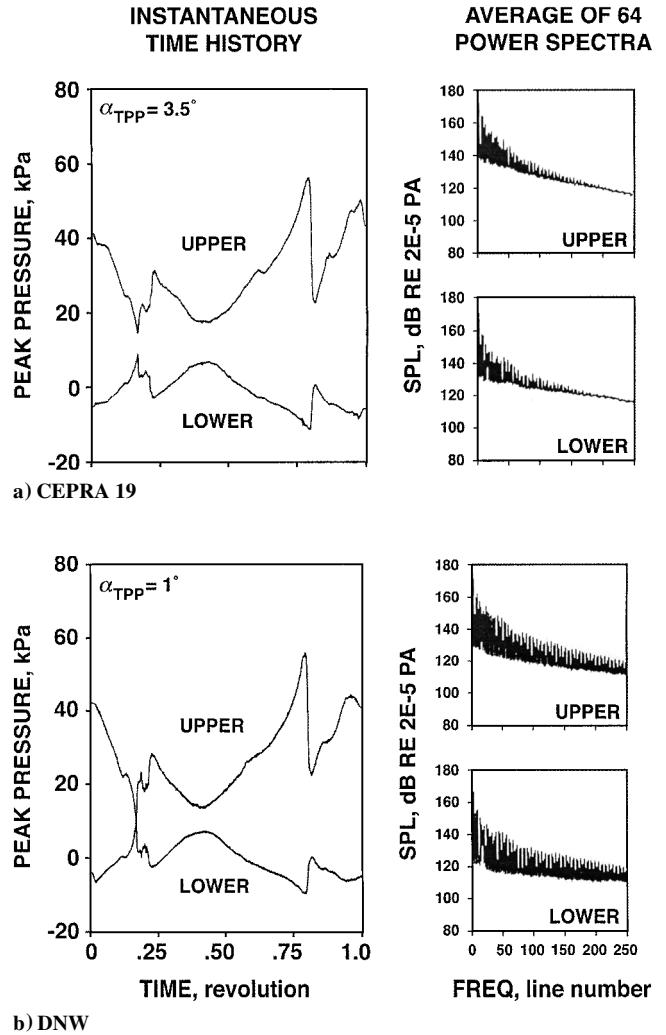 INSTANTANEOUS
TIME HISTORY
AVERAGE OF 64
POWER SPECTRA
PEAK PRESSURE, kPa
80
60
40
20
0
-20
αTPP = 3.5°
UPPER
LOWER
SPL, dB RE 2E-5 PA
180
160
140
120
100
80
UPPER
180
160
140
120
100
80
LOWER
a) CEPRA 19
PEAK PRESSURE, kPa
80
60
40
20
0
-20
αTPP = 1°
UPPER
LOWER
0 .25 .50 .75 1.0
TIME, revolution
SPL, dB RE 2E-5 PA
180
160
140
120
100
80
UPPER
180
160
140
120
100
80
LOWER
0 50 100 150 200 250
FREQ, line number
b) DNW